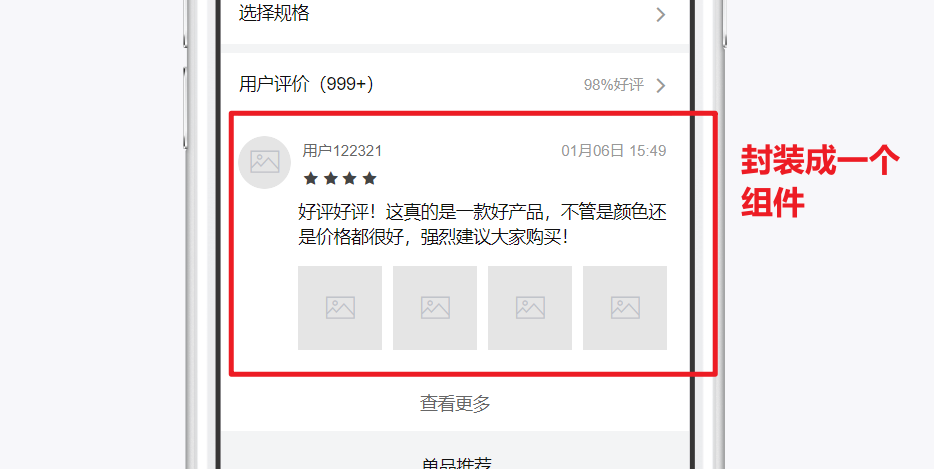 选择规格
用户评价（999+）
98%好评
用户122321
01月06日 15:49
好评好评！这真的是一款好产品，不管是颜色还
是价格都很好，强烈建议大家购买！
查看更多
单品推荐
封装成一个
组件